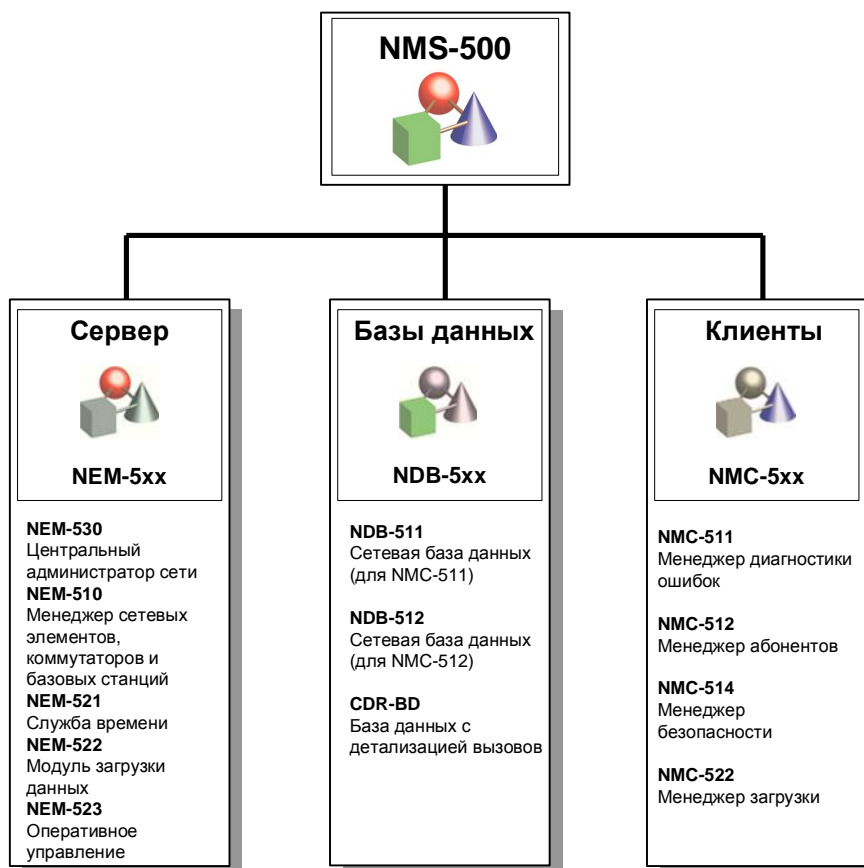 NMS-500
Сервер
NEM-5xx
NEM-530
Центральный
администратор сети
NEM-510
Менеджер сетевых
элементов,
коммутаторов и
базовых станций
NEM-521
Служба времени
NEM-522
Модуль загрузки
данных
NEM-523
Оперативное
управление
Базы данных
NDB-5xx
NDB-511
Сетевая база данных
(для NMC-511)
NDB-512
Сетевая база данных
(для NMC-512)
CDR-BD
База данных с
детализацией вызовов
Клиенты
NMC-5xx
NMC-511
Менеджер диагностики
ошибок
NMC-512
Менеджер абонентов
NMC-514
Менеджер
безопасности
NMC-522
Менеджер загрузки